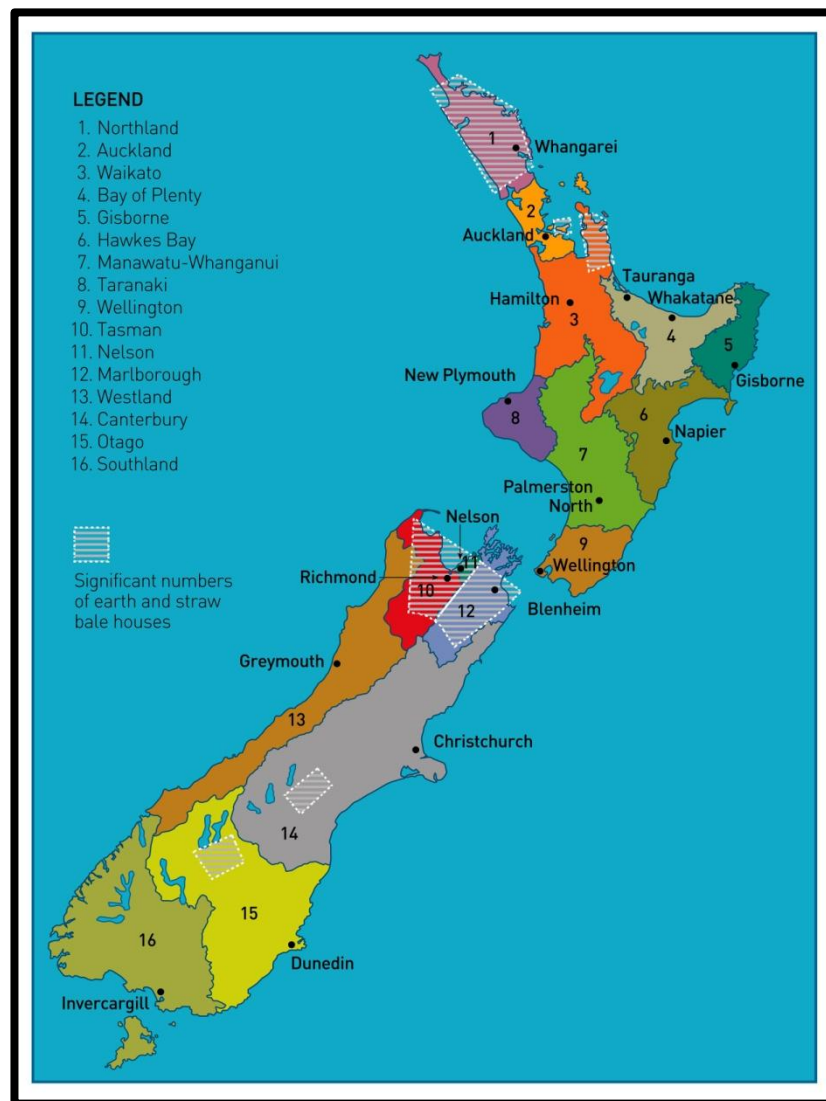 LEGEND
1. Northland
2. Auckland
3. Waikato
4. Bay of Plenty
5. Gisborne
6. Hawkes Bay
7. Manawatu-Whanganui
8. Taranaki
9. Wellington
10. Tasman
11. Nelson
12. Marlborough
13. Westland
14. Canterbury
15. Otago
16. Southland
Significant numbers
of earth and straw
bale houses
1
Whangarei
2
Auckland
Tauranga
Whakatane
Hamilton
3
4
5
Gisborne
New Plymouth
8
6
Napier
7
Palmerston
North
Nelson
9
Wellington
11
Richmond
10
12
Blenheim
Greymouth
13
Christchurch
14
15
16
Dunedin
Invercargill